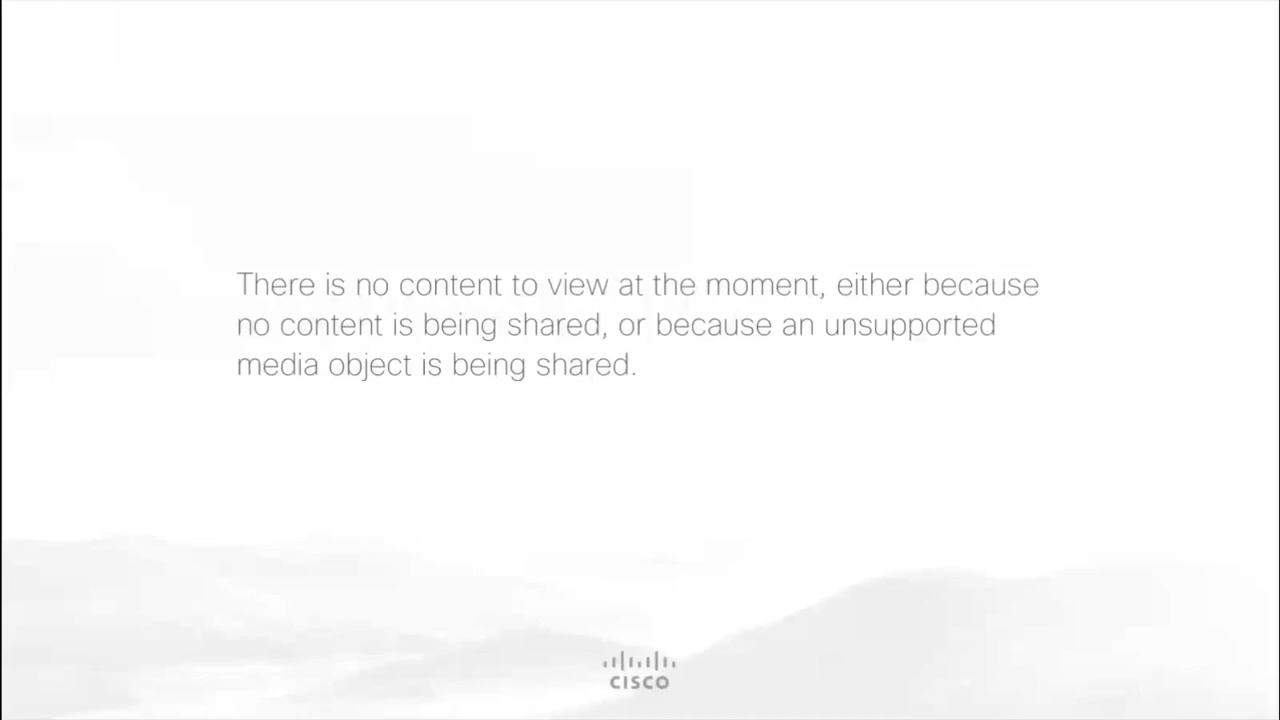 There is no content to view at the moment, either because
no content is being shared, or because an unsupported
media object is being shared.
CISCO